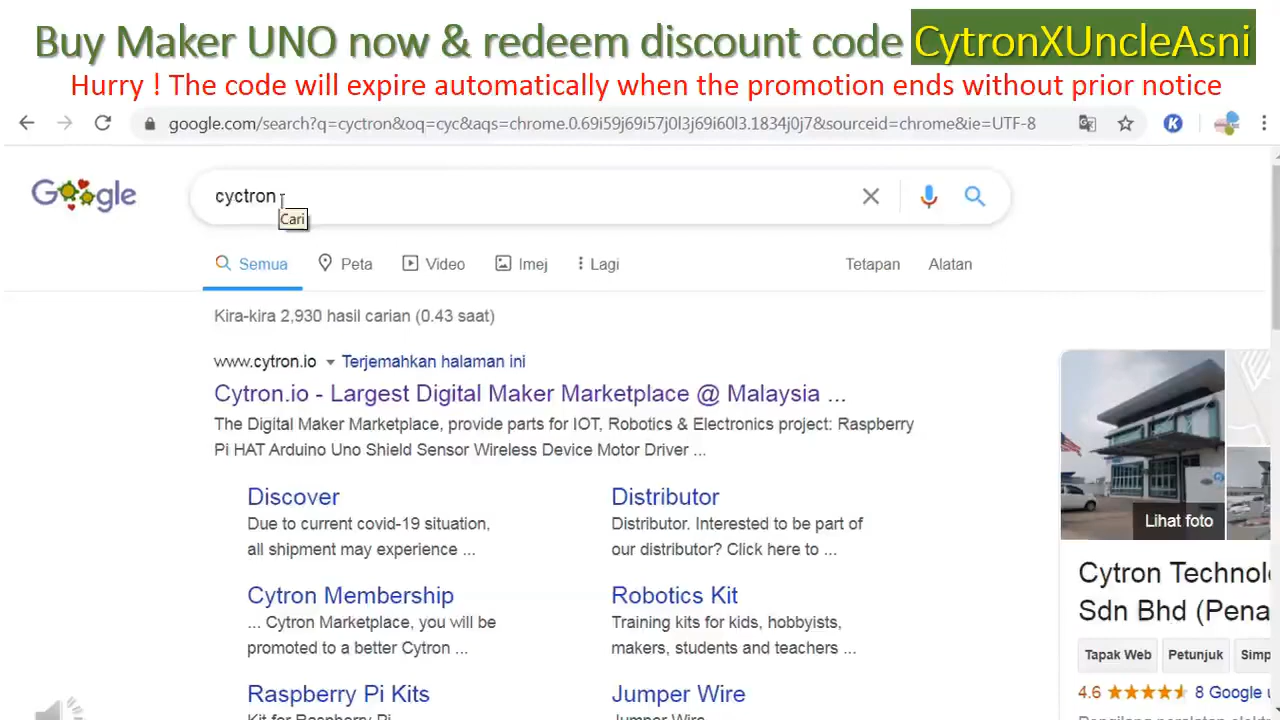 Buy Maker UNO now & redeem discount code CytronXUncleAsni
Hurry ! The code will expire automatically when the promotion ends without prior notice
google.com/search?q=cyctron&oq=cyc&aqs=chrome.0.69i59j69i57j0l3j69i60l3.1834j0j7&sourceid=chrome&ie=UTF-8
K
Google
cyctron
Cari
Semua Peta Video Imej Lagi Tetapan Alatan
Kira-kira 2,930 hasil carian (0.43 saat)
www.cytron.io Terjemahkan halaman ini
Cytron.io - Largest Digital Maker Marketplace @ Malaysia ...
The Digital Maker Marketplace, provide parts for IOT, Robotics & Electronics project: Raspberry
Pi HAT Arduino Uno Shield Sensor Wireless Device Motor Driver ...
Discover
Due to current covid-19 situation,
all shipment may experience ...
Distributor
Distributor. Interested to be part of
our distributor? Click here to ...
Cytron Membership
... Cytron Marketplace, you will be
promoted to a better Cytron ...
Robotics Kit
Training kits for kids, hobbyists,
makers, students and teachers ...
Raspberry Pi Kits
Kit for Raspberry Pi
Jumper Wire
Jumper Wire
Lihat foto
Cytron Technol
Sdn Bhd (Pena
Tapak Web Petunjuk Simp
4.6 8 Google u